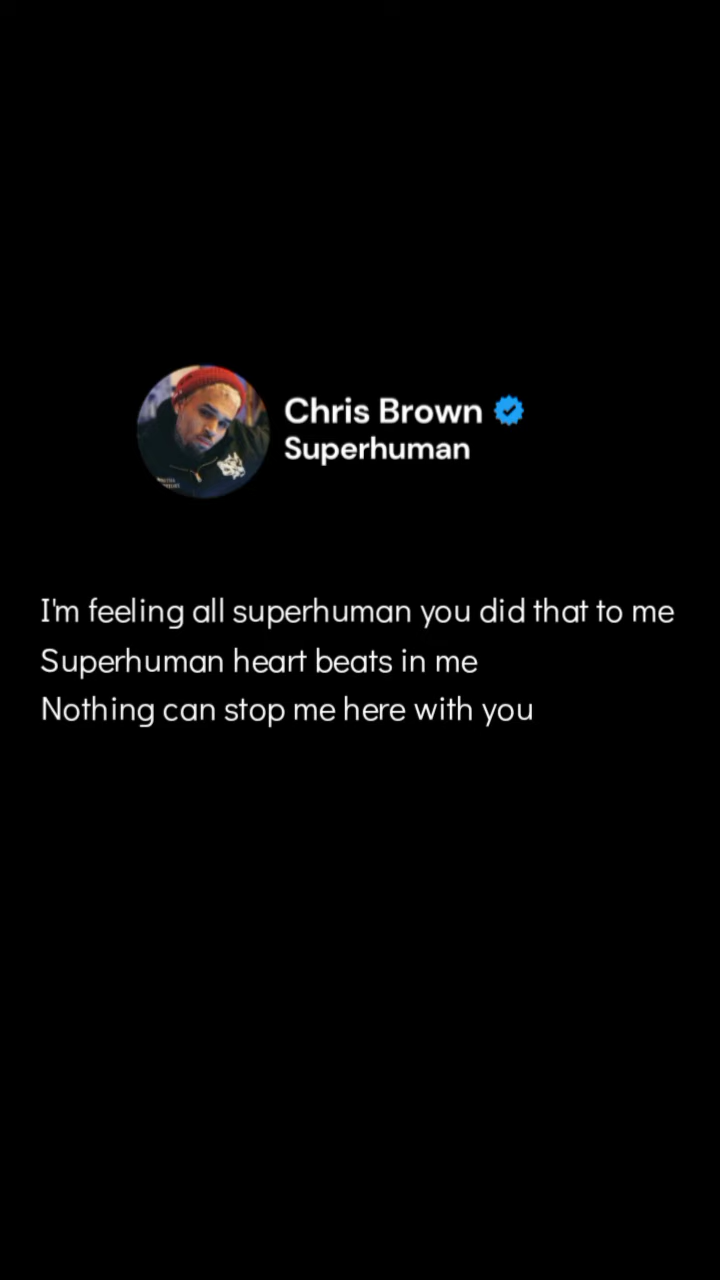 Chris Brown
Superhuman
I'm feeling all superhuman you did that to me
Superhuman heart beats in me
Nothing can stop me here with you